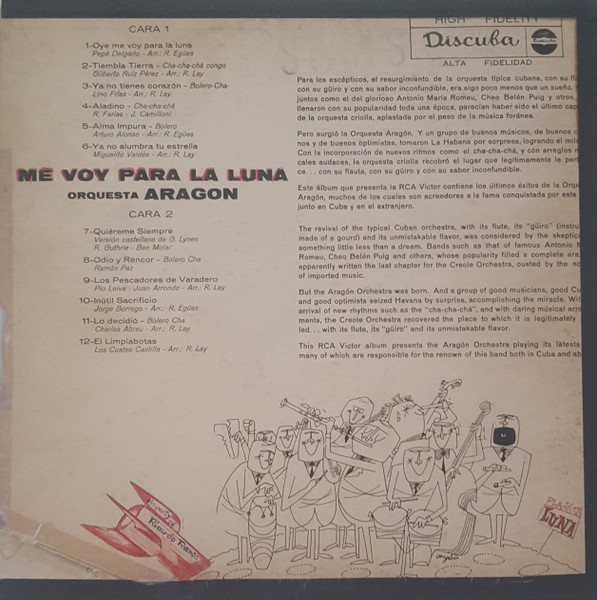 CARA 1
1-Oye me voy para la luna
Pepé Delgado - Arr.: R. Egües
2-Tiembla Tierra - Cha-cha-chá congo
Gilberto Ruiz Pérez - Arr.: R. Lay
3-Ya no tienes corazón - Bolero-Cha
Lino Frías - Arr.: R. Lay
4-Aladino - Cha-cha-chá
R. Farías - J. Camilloni
5-Alma Impura - Bolero
Arturo Alonso - Arr.: R. Lay
6-Ya no alumbra tu estrella
Miguelito Valdés - Arr.: R. Lay
ME VOY PARA LA LUNA
ORQUESTA ARAGON
CARA 2
7-Quiéreme Siempre
Versión castellana de G. Lynes
R. Guthrie - Ben Molar
8-Odio y Rencor - Bolero Cha
Ramón Paz
9-Los Pescadores de Varadero
Pío Leiva - Juan Arrondo - Arr.: R. Lay
10-Inútil Sacrificio
Jorge Borrego - Arr.: R. Egües
11-Lo decidió - Bolero Cha
Charles Abreu - Arr.: R. Lay
12-El Limpiabotas
Los Cuates Castilla - Arr.: R. Lay
HIGH FIDELITY
Discuba
ALTA FIDELIDAD
Para los escépticos, el resurgimiento de la orquesta típica cubana, con su
con su güiro y con su sabor inconfundible, era algo poco menos que un sueño.
juntos como el del glorioso Antonio María Romeu, Cheo Belén Puig y otros,
llenaron con su popularidad toda una época, parecían haber sido el último
de la orquesta criolla, aplastada por el peso de la música foránea.
Pero surgió la Orquesta Aragón. Y un grupo de buenos músicos, de buenos
nos y de buenos optimistas, tomaron La Habana por sorpresa, logrando el
Con la incorporación de nuevos ritmos como el cha-cha-chá, y con arreglos
cales audaces, la orquesta criolla recobró el lugar que legítimamente le
ce... con su flauta, con su güiro y con su sabor inconfundible.
Este álbum que presenta la RCA Victor contiene los últimos éxitos de la
Aragón, muchos de los cuales son acreedores a la fama conquistada por este
junto en Cuba y en el extranjero.
The revival of the typical Cuban orchestra, with its flute, its "güiro"
made of a gourd) and its unmistakable flavor, was considered by the
something little less than a dream. Bands such as that of famous Antonio
Romeu, Cheo Belén Puig and others, whose popularity filled a complete
apparently written the last chapter for the Creole Orchestra, ousted by the
of imported music.
But the Aragón Orchestra was born. And a group of good musicians, good
and good optimists seized Havana by surprise, accomplishing the miracle.
arrival of new rhythms such as the "cha-cha-chá", and with daring musical
ments, the Creole Orchestra recovered the place to which it is legitimately
led... with its flute, its "güiro" and its unmistakable flavor.
This RCA Victor album presents the Aragón Orchestra playing its latest
many of which are responsible for the renown of this band both in Cuba and
Ricardo
LUNA